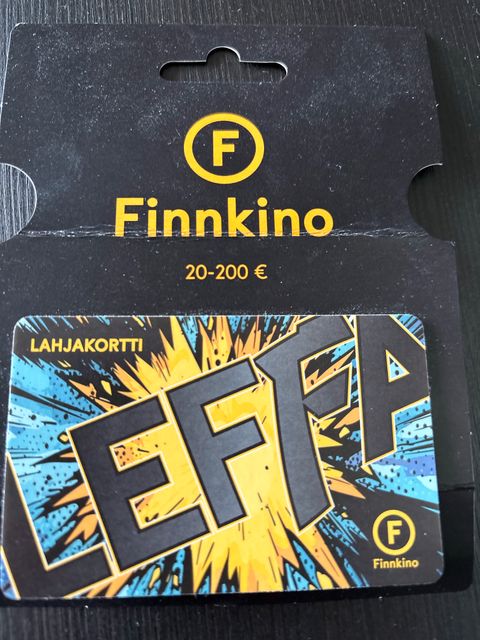 F
Finnkino
20-200 €
LAHJAKORTTI
LEFFA
F
Finnkino